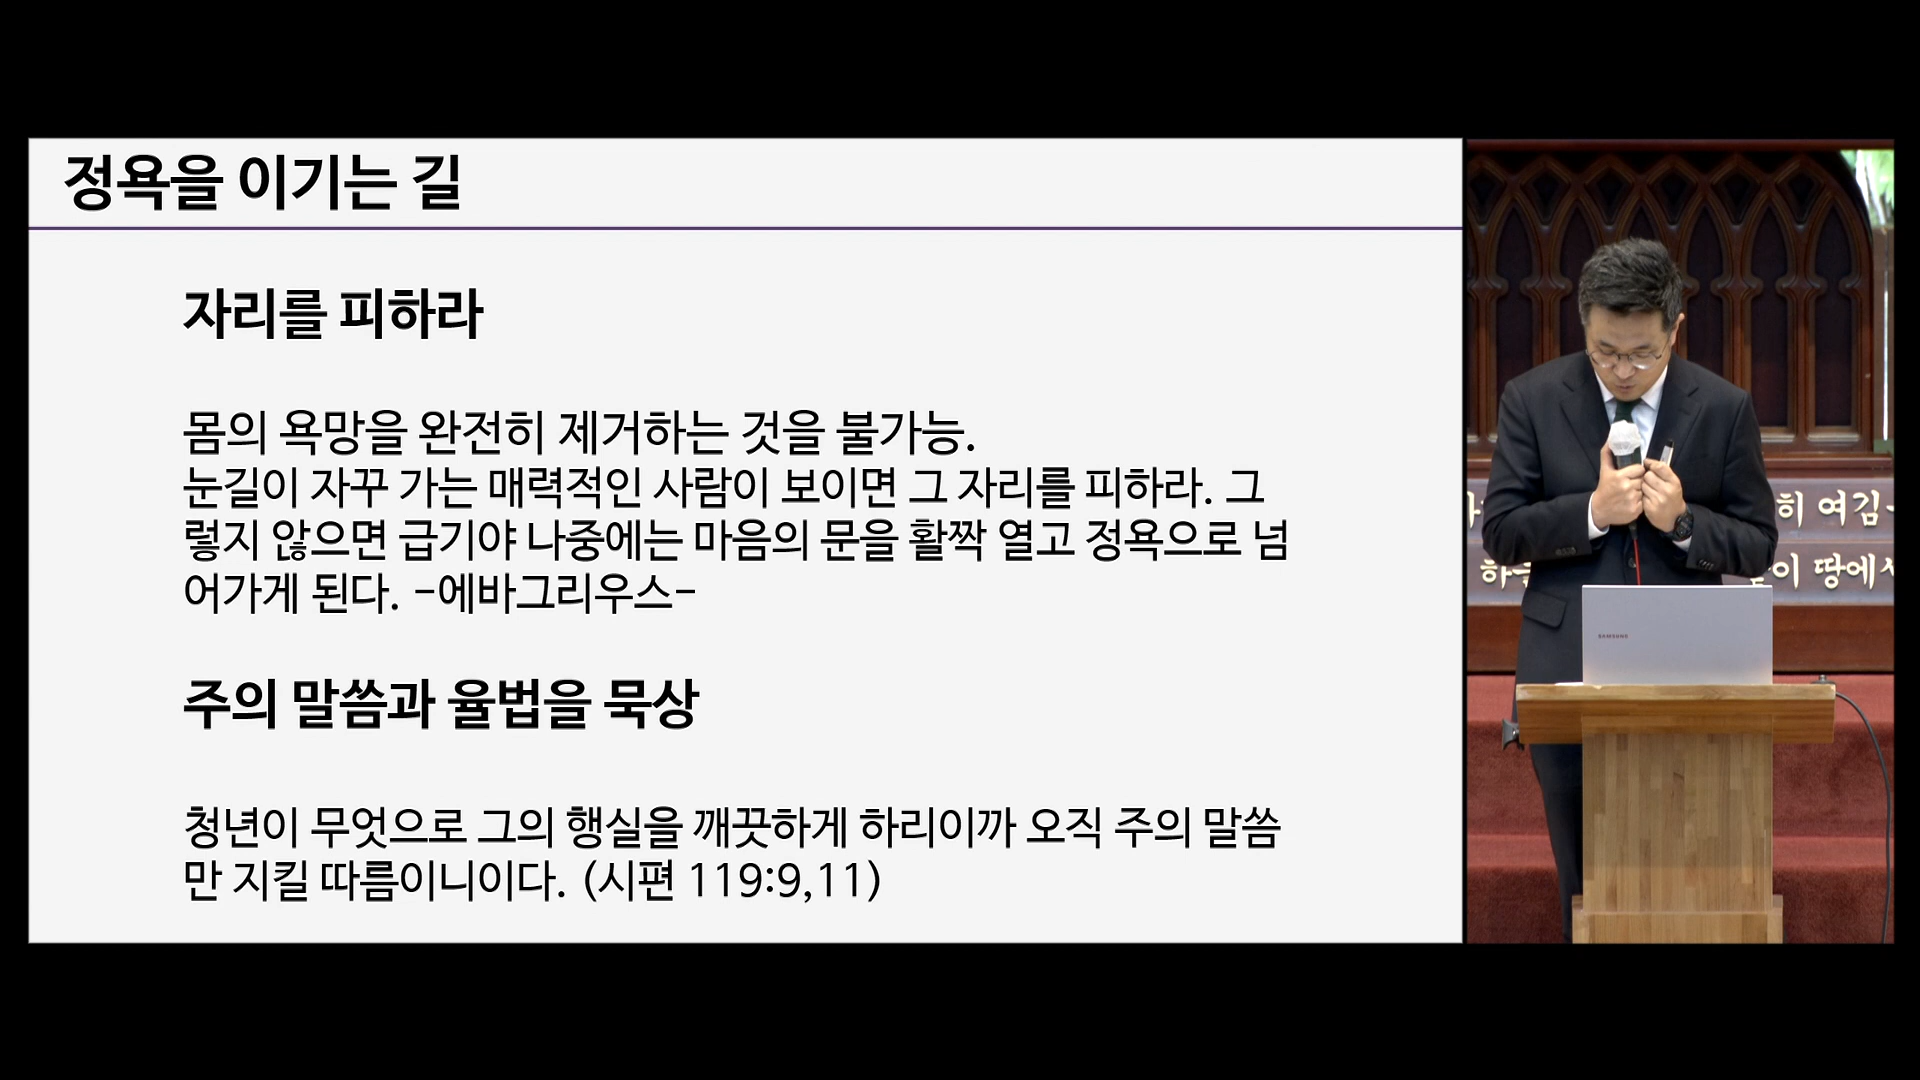 정욕을 이기는 길
자리를 피하라
몸의 욕망을 완전히 제거하는 것을 불가능.
눈길이 자꾸 가는 매력적인 사람이 보이면 그 자리를 피하라. 그
렇지 않으면 급기야 나중에는 마음의 문을 활짝 열고 정욕으로 넘
어가게 된다. -에바그리우스-
주의 말씀과 율법을 묵상
청년이 무엇으로 그의 행실을 깨끗하게 하리이까 오직 주의 말씀
만 지킬 따름이니이다. (시편 119:9,11)
히 여김
땅에서
SAMSUNG